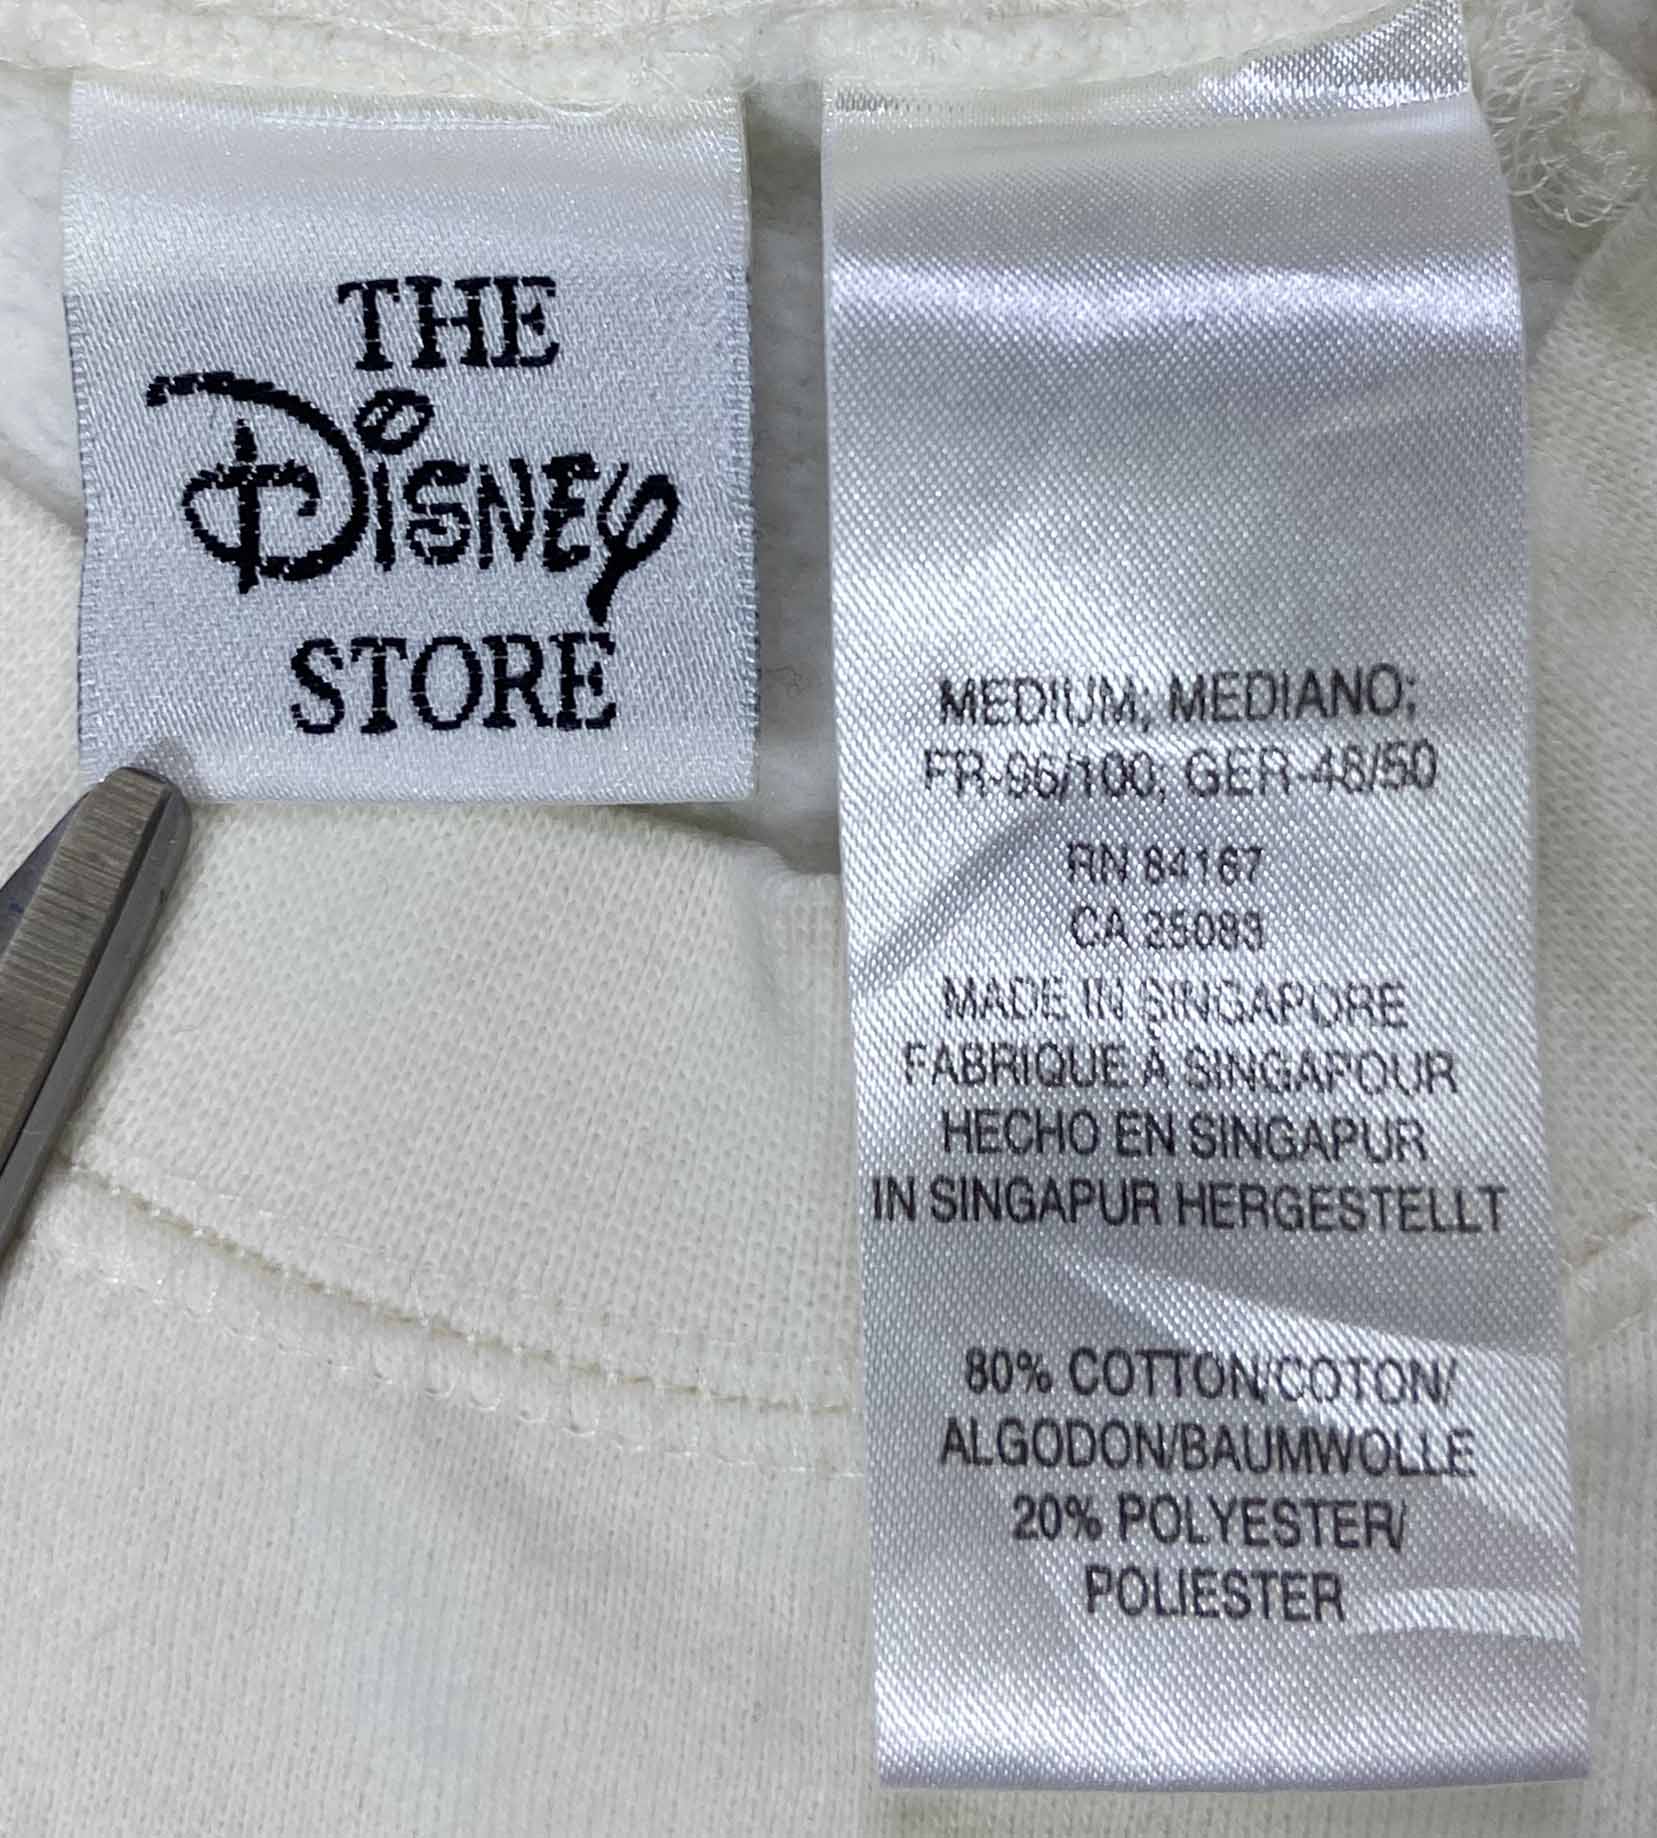 THE
DISNEY
STORE
MEDIUM; MEDIANO;
FR-96/100; GER-48/50
RN 84167
CA 25083
MADE IN SINGAPORE
FABRIQUE À SINGAPOUR
HECHO EN SINGAPUR
IN SINGAPUR HERGESTELLT
80% COTTON/COTON/
ALGODON/BAUMWOLLE
20% POLYESTER/
POLIESTER